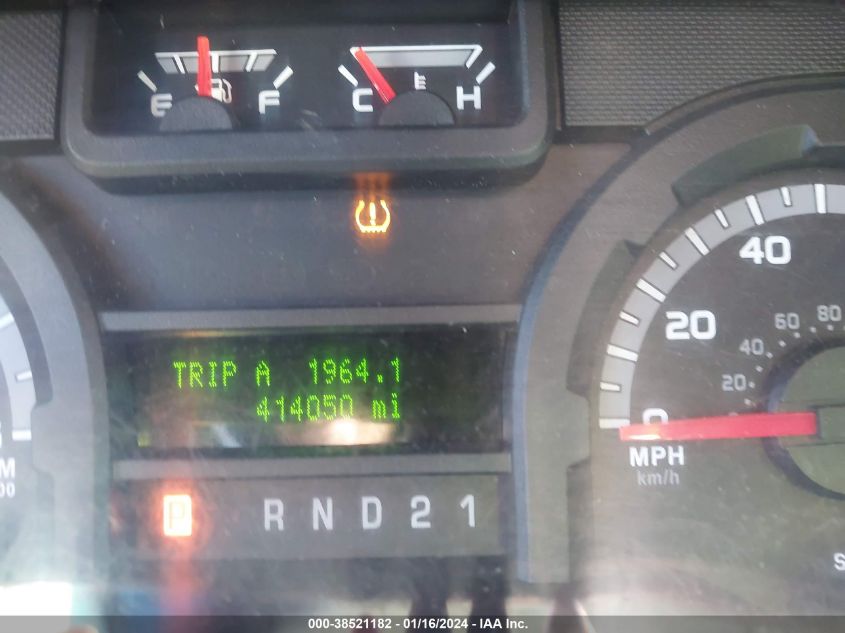 E F C H
40
20
60 80
40
20
0
MPH
km/h
TRIP A 1964.1
414050 mi
P R N D 2 1
000-38521182 - 01/16/2024 - IAA Inc.